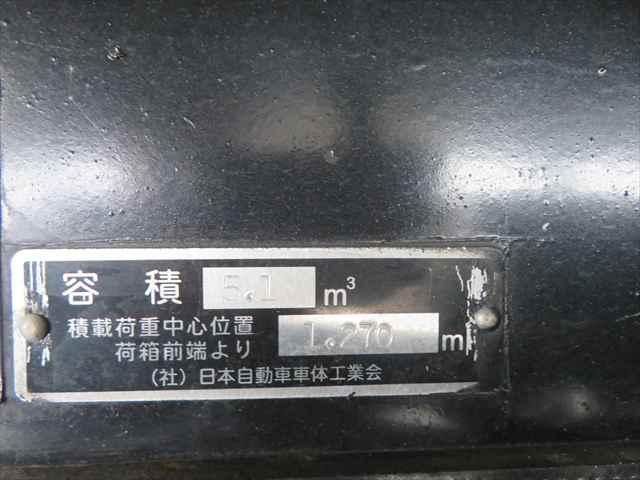 容積 5.1 m³
積載荷重中心位置
荷箱前端より 1.270 m
（社）日本自動車車体工業会